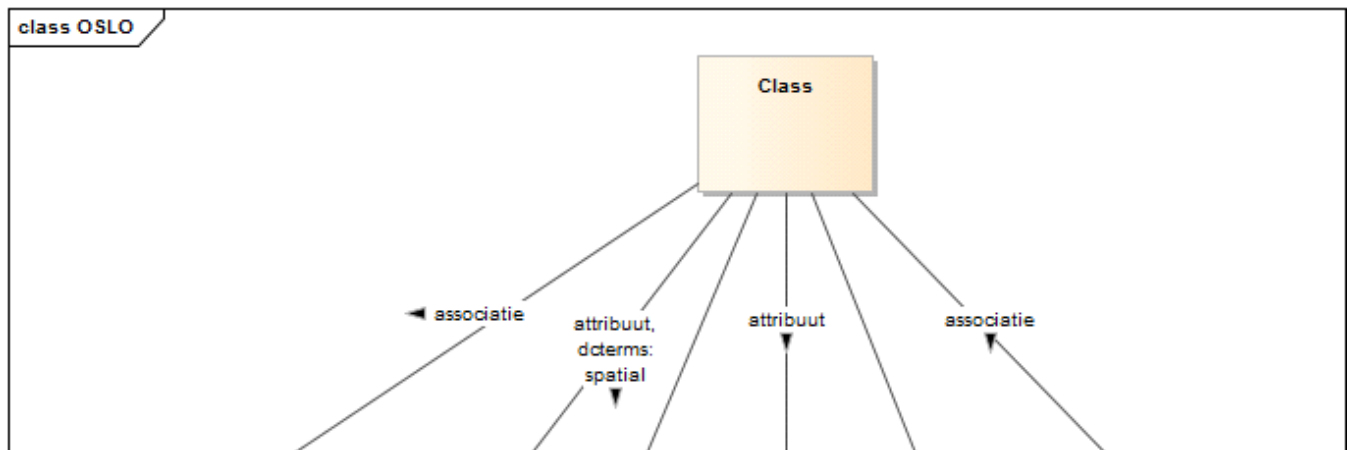 class OSLO
Class
associatie
attribuut,
dcterms:
spatial
attribuut
associatie